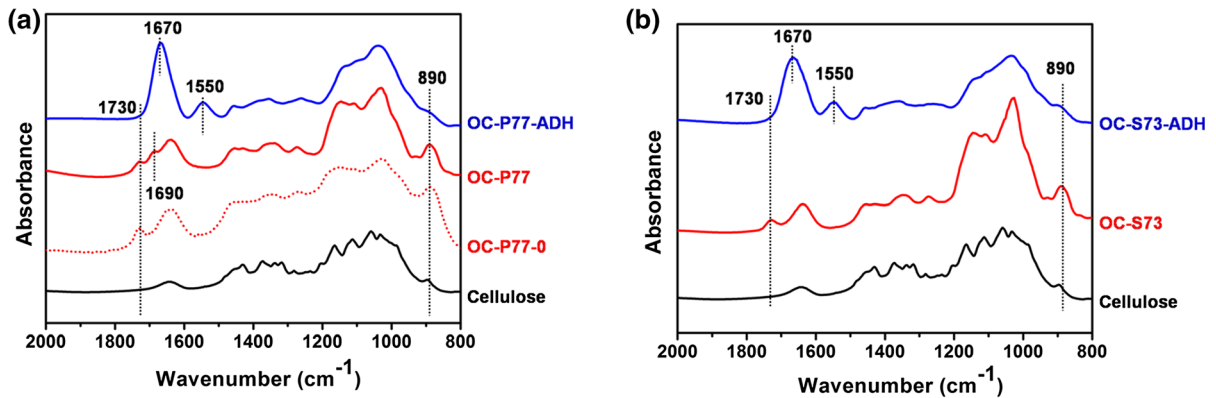 (a)
Absorbance
1670
1550
1730
890
1690
OC-P77-ADH
OC-P77
OC-P77-0
Cellulose
2000 1800 1600 1400 1200 1000 800
Wavenumber (cm-1)
(b)
Absorbance
1670
1550
1730
890
OC-S73-ADH
OC-S73
Cellulose
2000 1800 1600 1400 1200 1000 800
Wavenumber (cm-1)